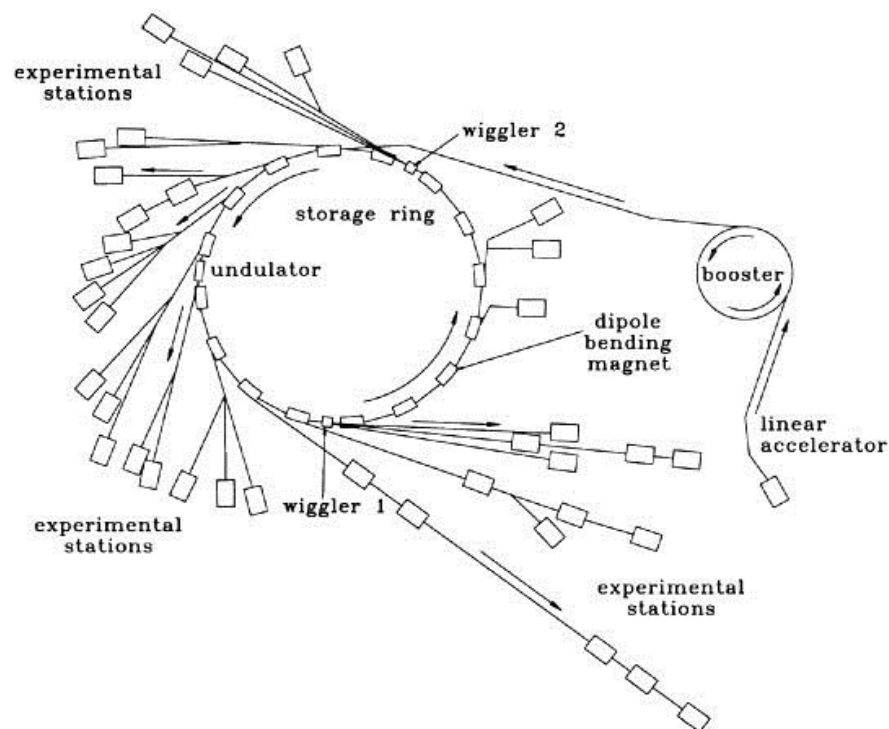 experimental
stations
wiggler 2
storage ring
undulator
booster
dipole
bending
magnet
linear
accelerator
wiggler 1
experimental
stations
experimental
stations